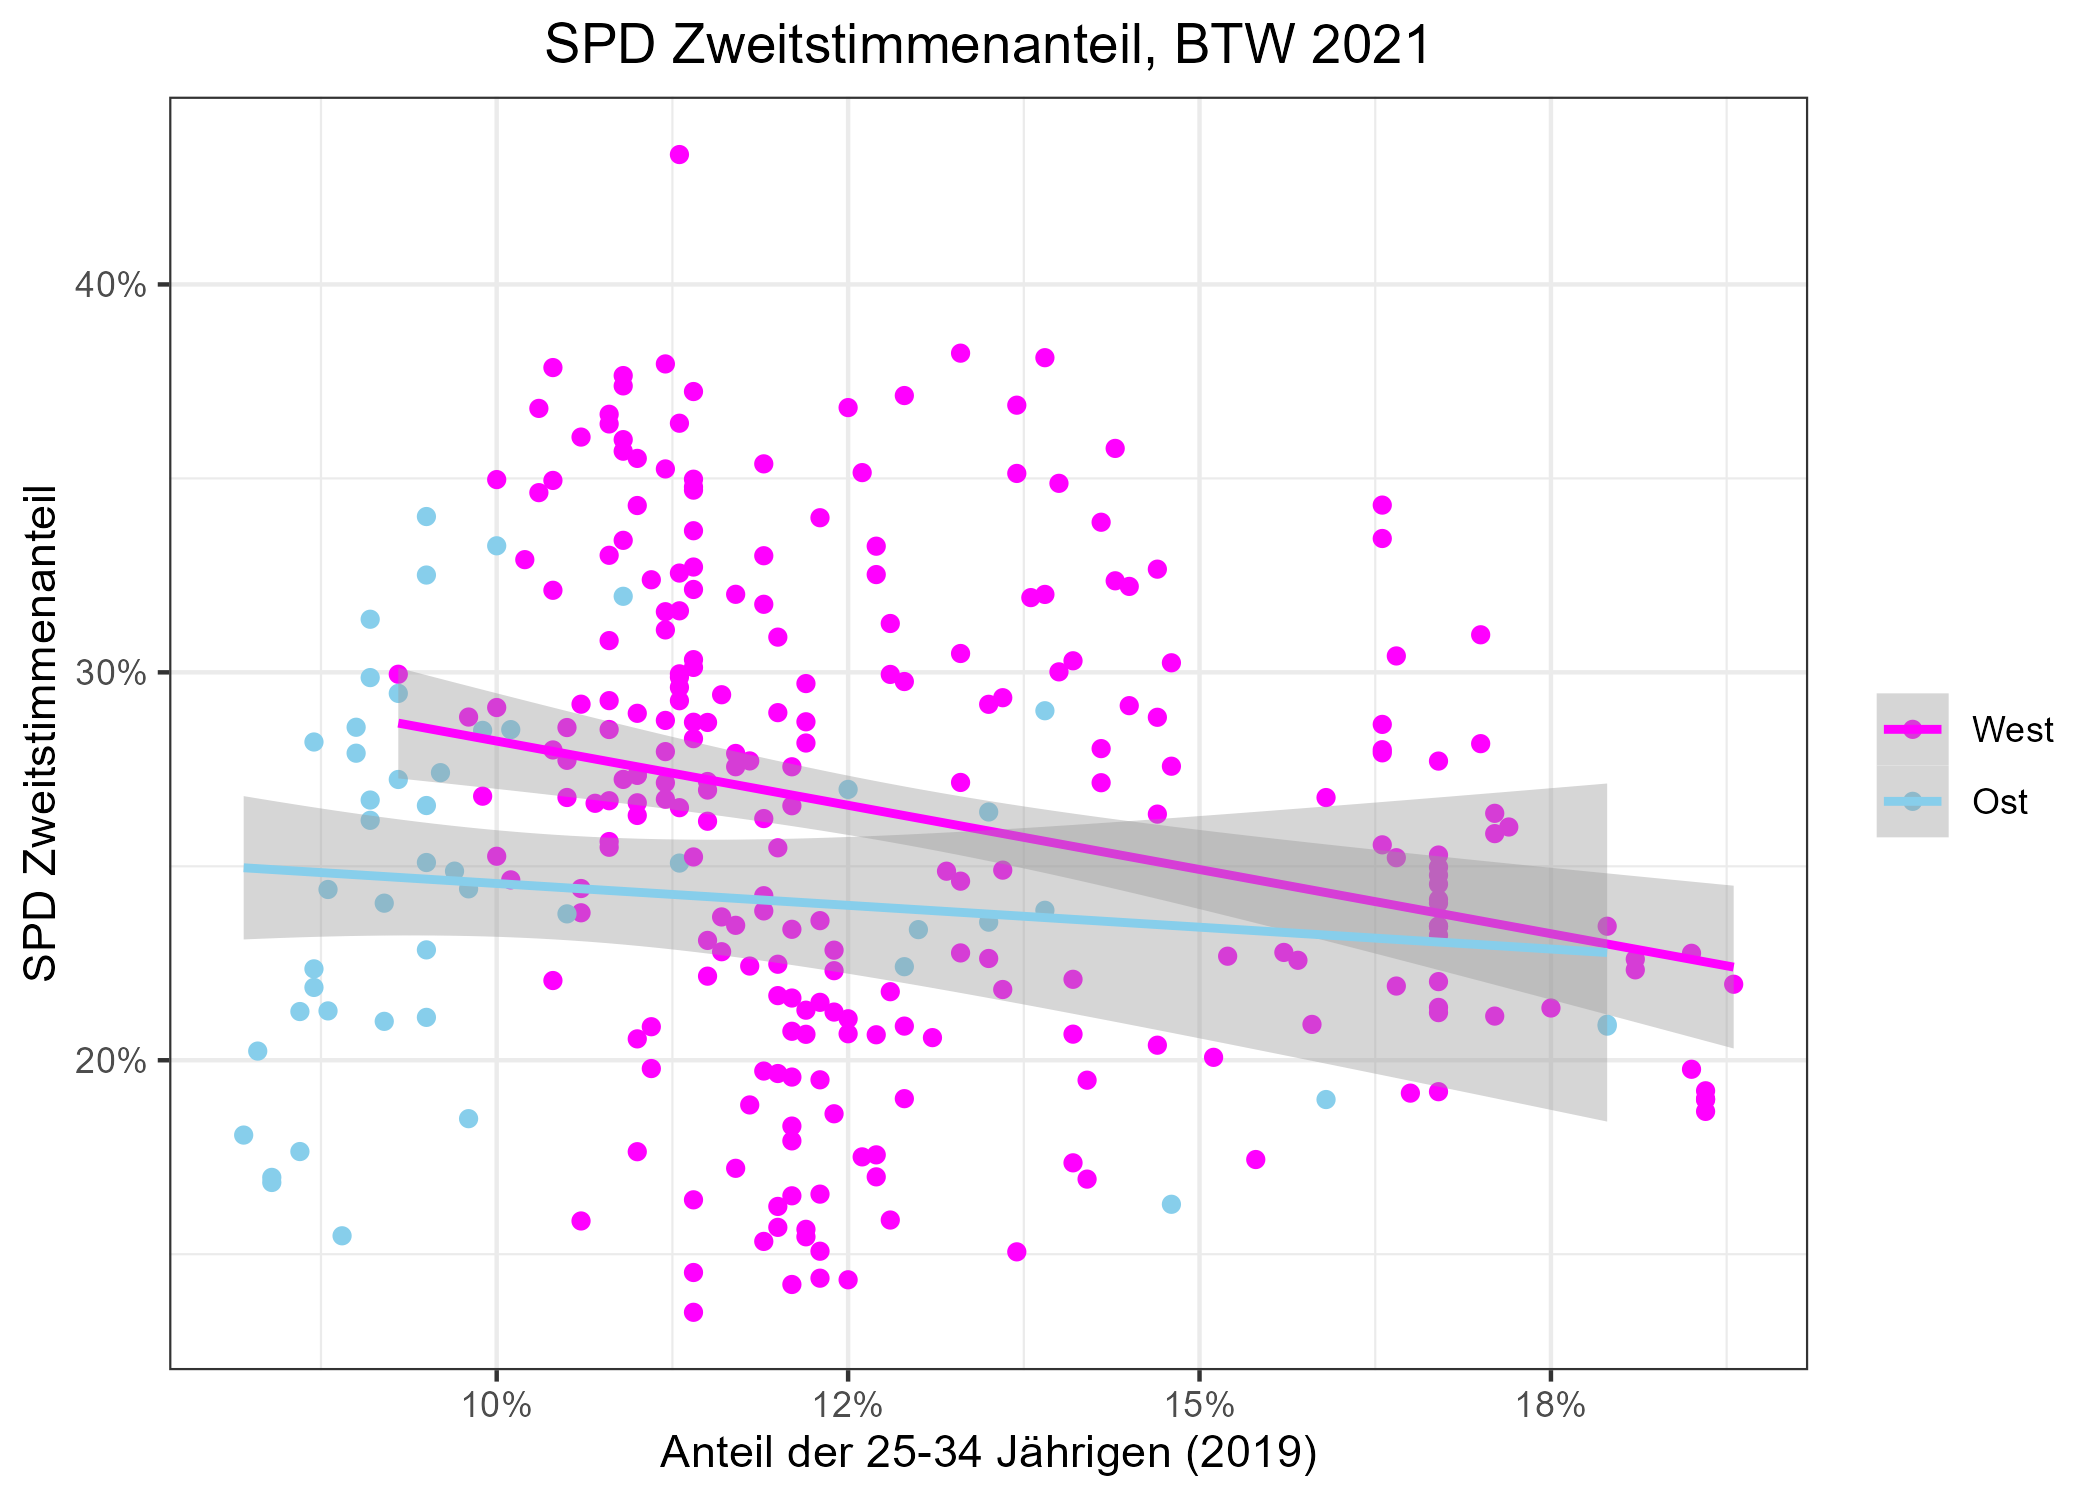 SPD Zweitstimmenanteil, BTW 2021
SPD Zweitstimmenanteil
40%
30%
20%
10% 12% 15% 18%
Anteil der 25-34 Jährigen (2019)
West
Ost